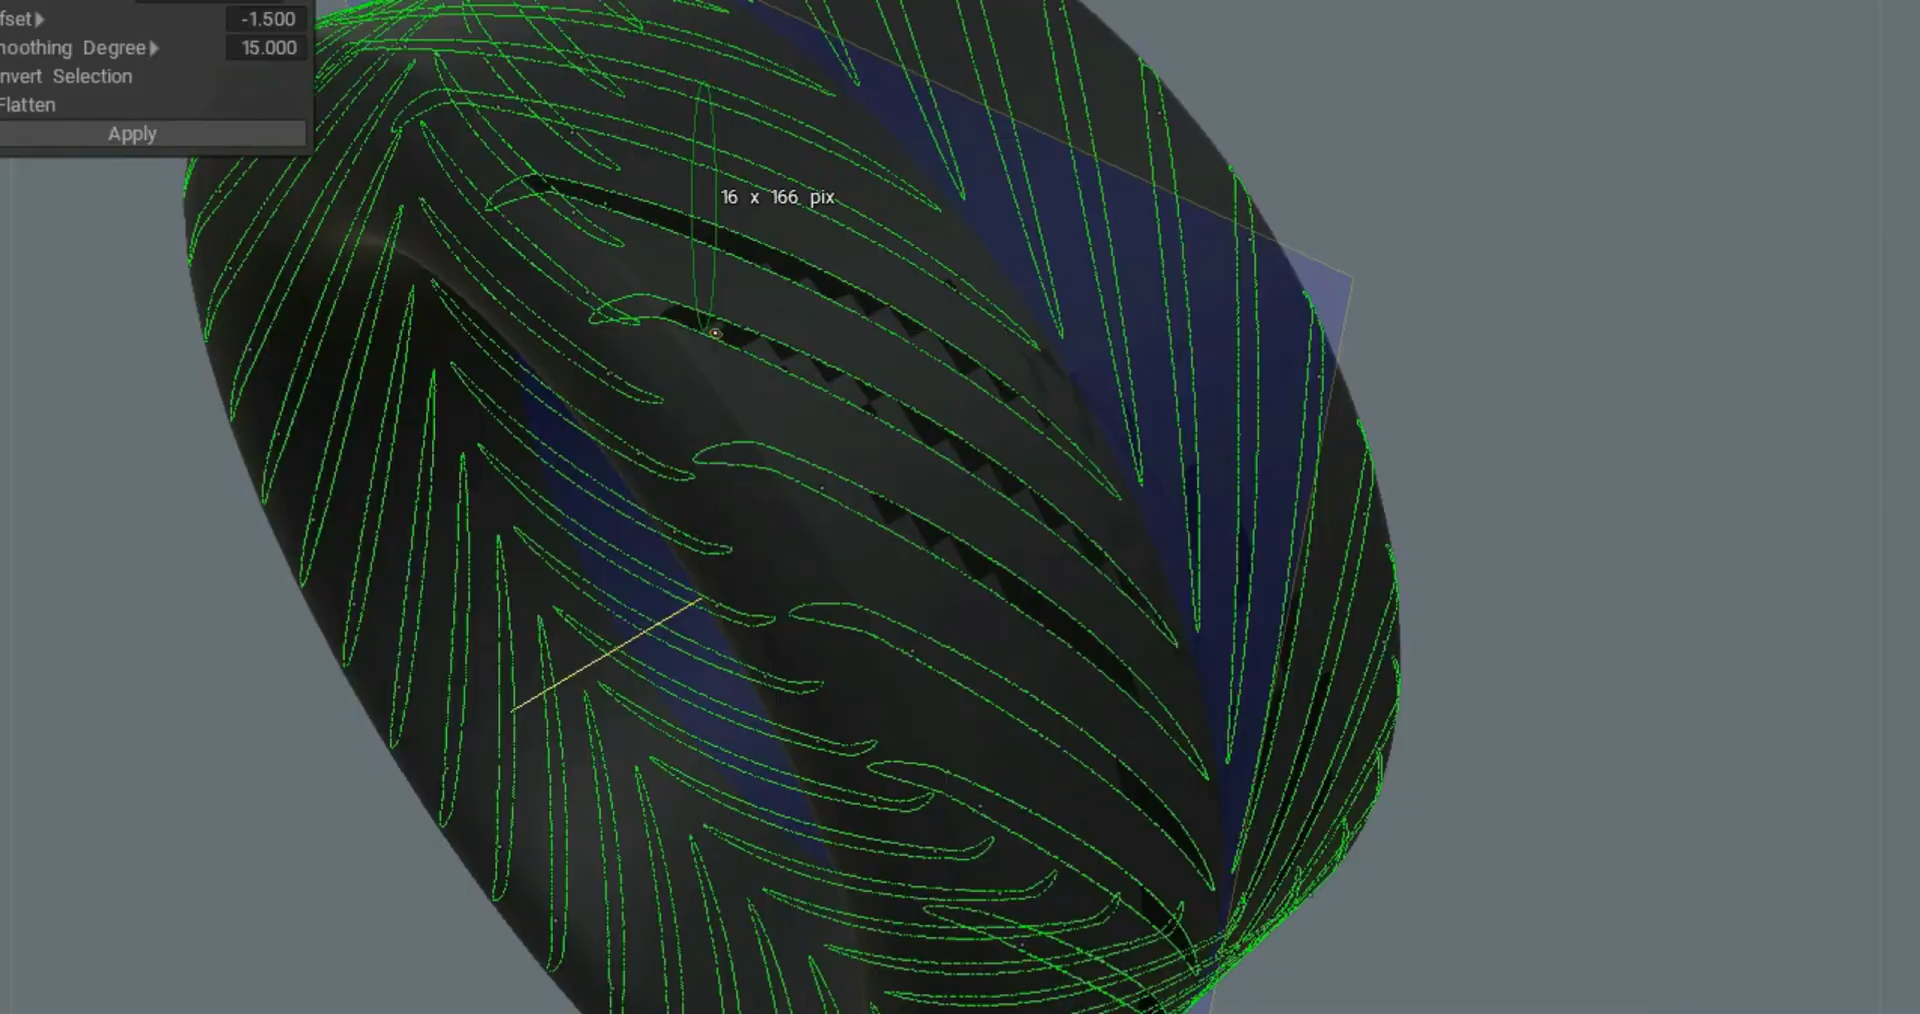 fset
-1.500
noothing Degree
15.000
nvert Selection
Flatten
Apply
16 x 166 pix